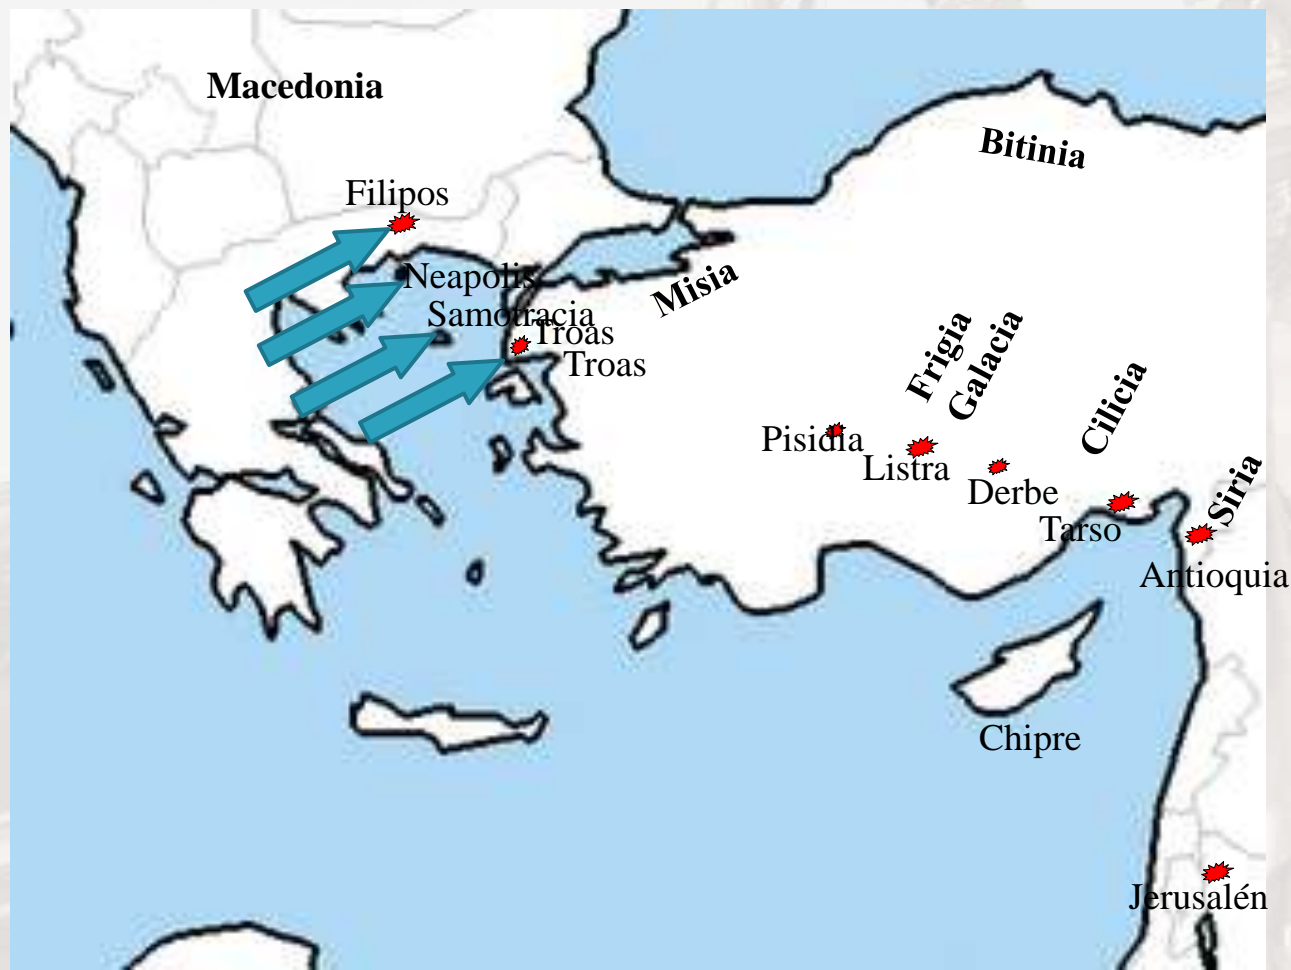 Macedonia
Bitinia
Filipos
Neapolis
Misia
Samotracia
Troas
Troas
Frigia
Galacia
Cilicia
Pisidia
Listra
Derbe
Siria
Tarso
Antioquia
Chipre
Jerusalén